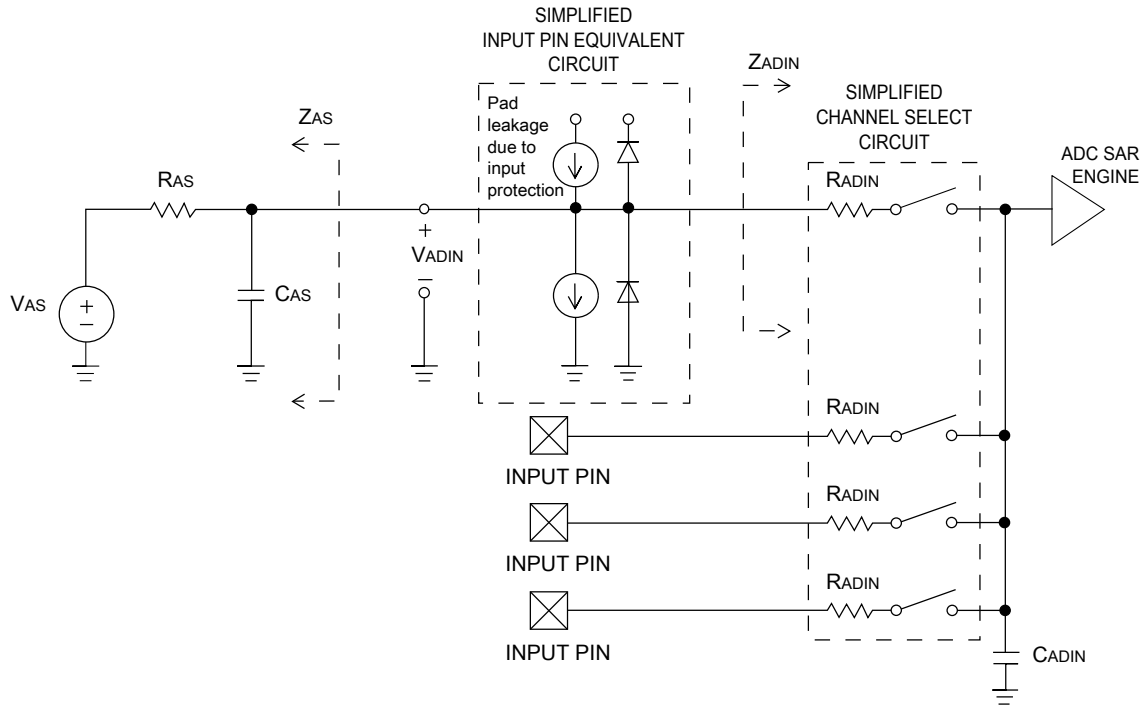 SIMPLIFIED
INPUT PIN EQUIVALENT
CIRCUIT
Pad
leakage
due to
input
protection
ZADIN
SIMPLIFIED
CHANNEL SELECT
CIRCUIT
ADC SAR
ENGINE
ZAS
RAS
RADIN
+
VADIN
−
VAS
+
−
CAS
RADIN
INPUT PIN
RADIN
INPUT PIN
RADIN
INPUT PIN
CADIN